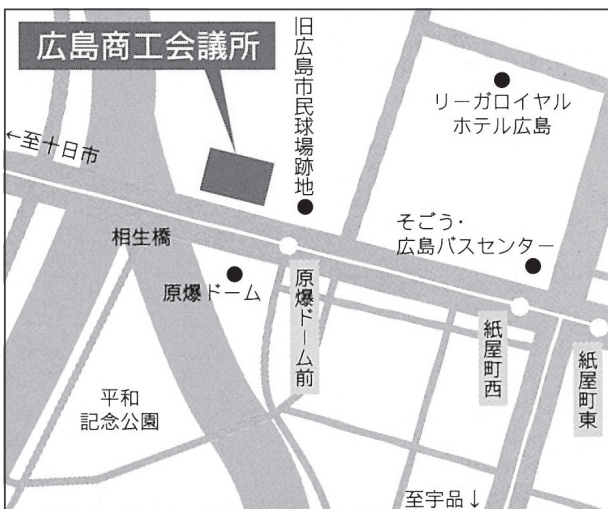 広島商工会議所
旧広島市民球場跡地
リーガロイヤル
ホテル広島
←至十日市
そごう・
広島バスセンター
相生橋
原爆ドーム
原爆ドーム前
紙屋町西
紙屋町東
平和
記念公園
至宇品↓